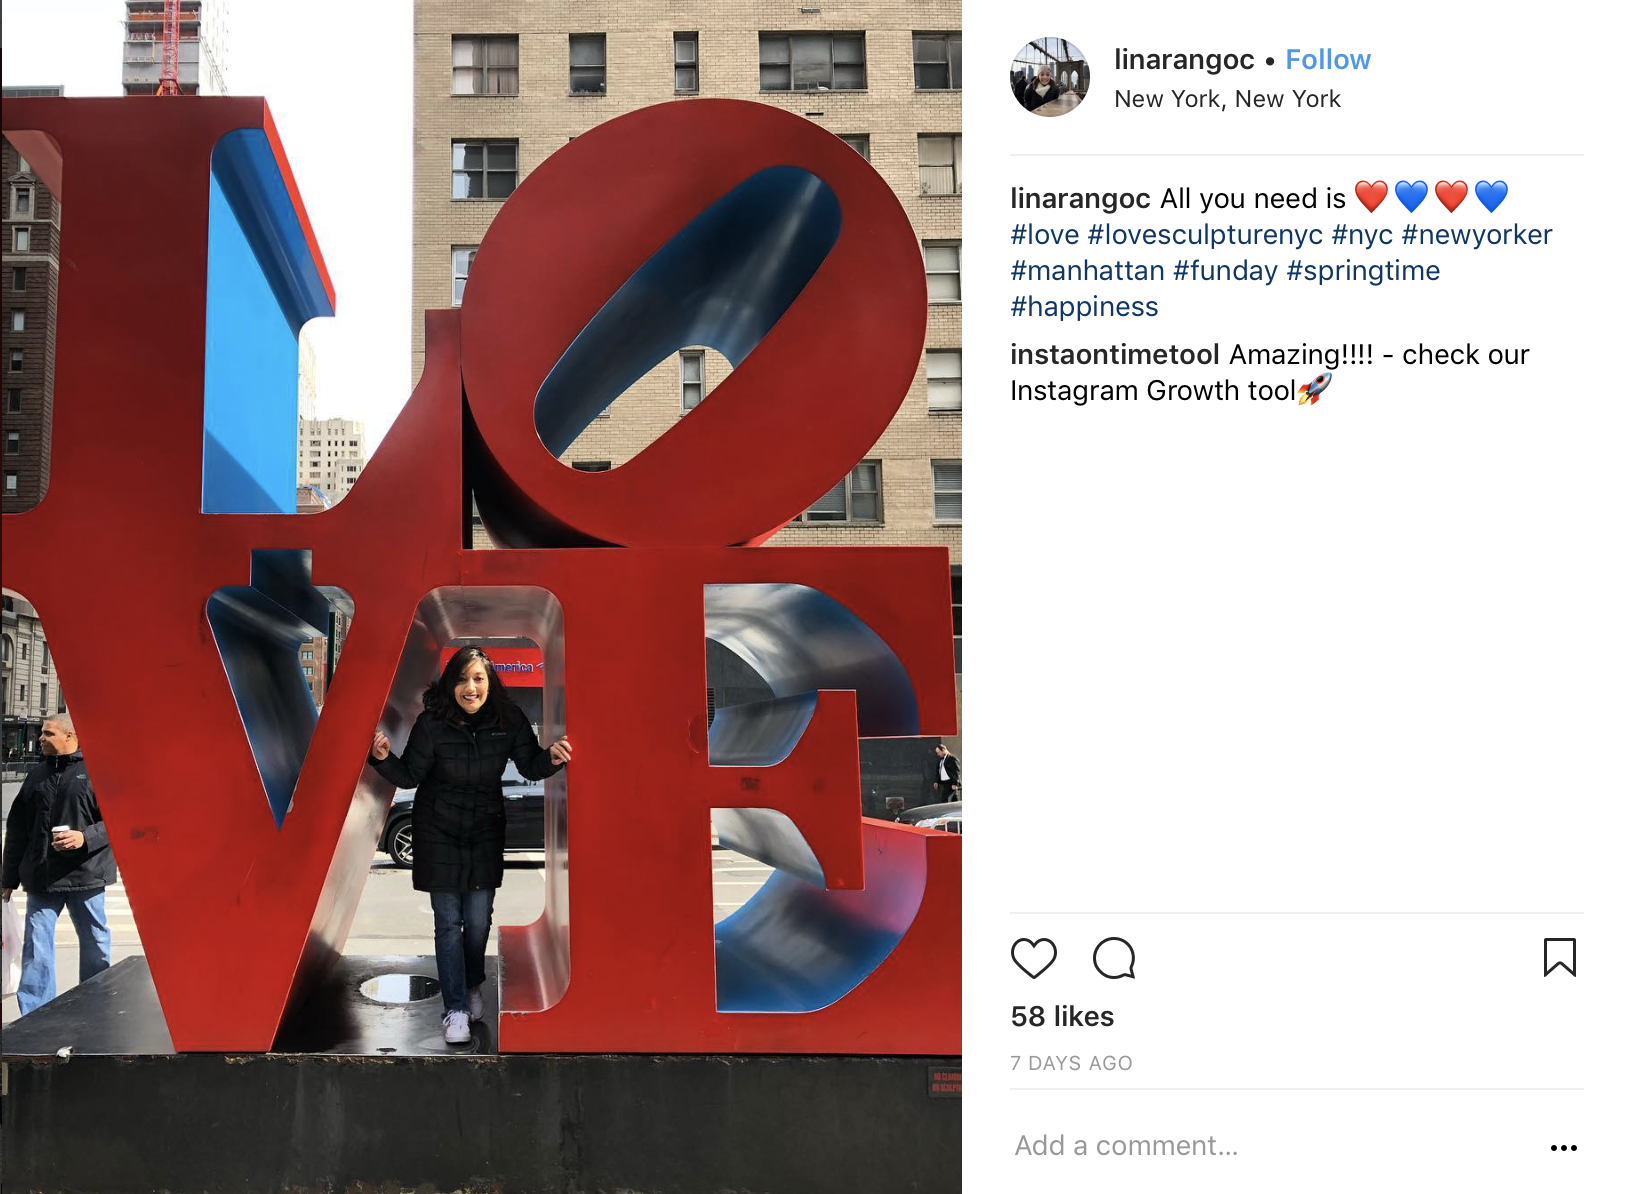 LOVE
merica
linarangoc • Follow
New York, New York
linarangoc All you need is ❤️💙❤️💙
#love #lovesculpturenyc #nyc #newyorker
#manhattan #funday #springtime
#happiness
instaontimetool Amazing!!!! - check our
Instagram Growth tool🚀
58 likes
7 DAYS AGO
Add a comment...